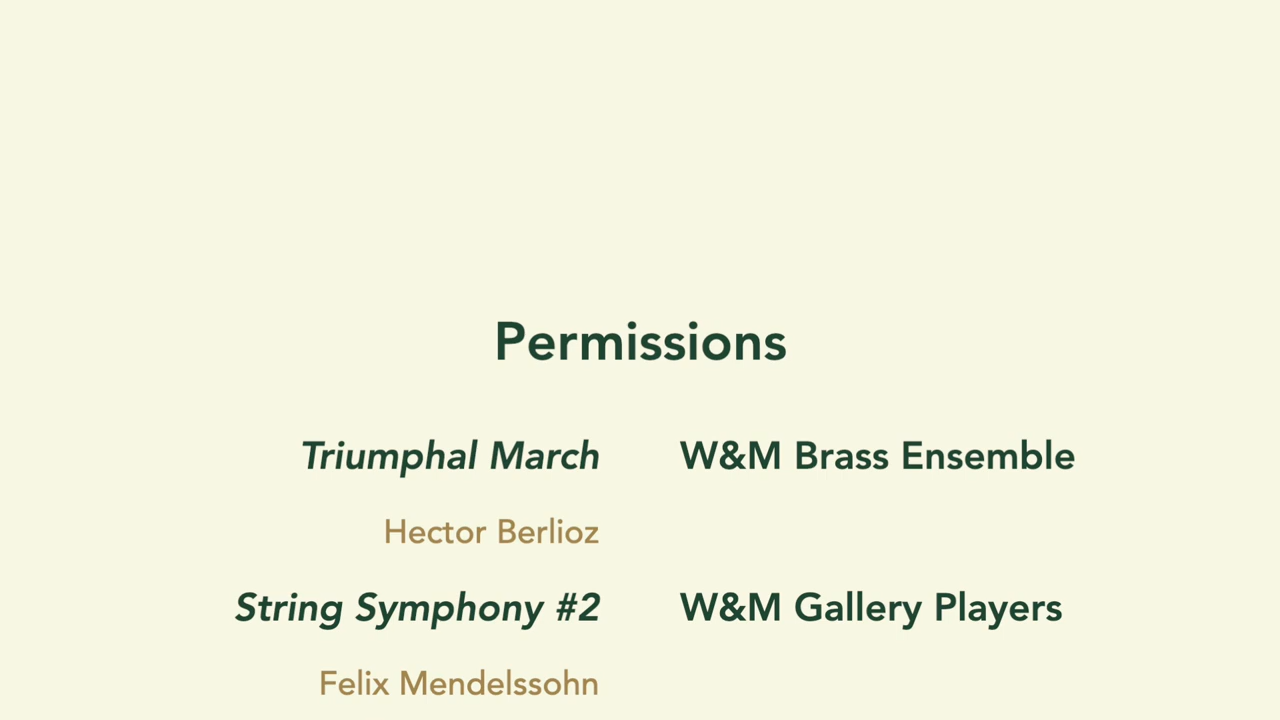 Permissions
Triumphal March W&M Brass Ensemble
Hector Berlioz
String Symphony #2 W&M Gallery Players
Felix Mendelssohn